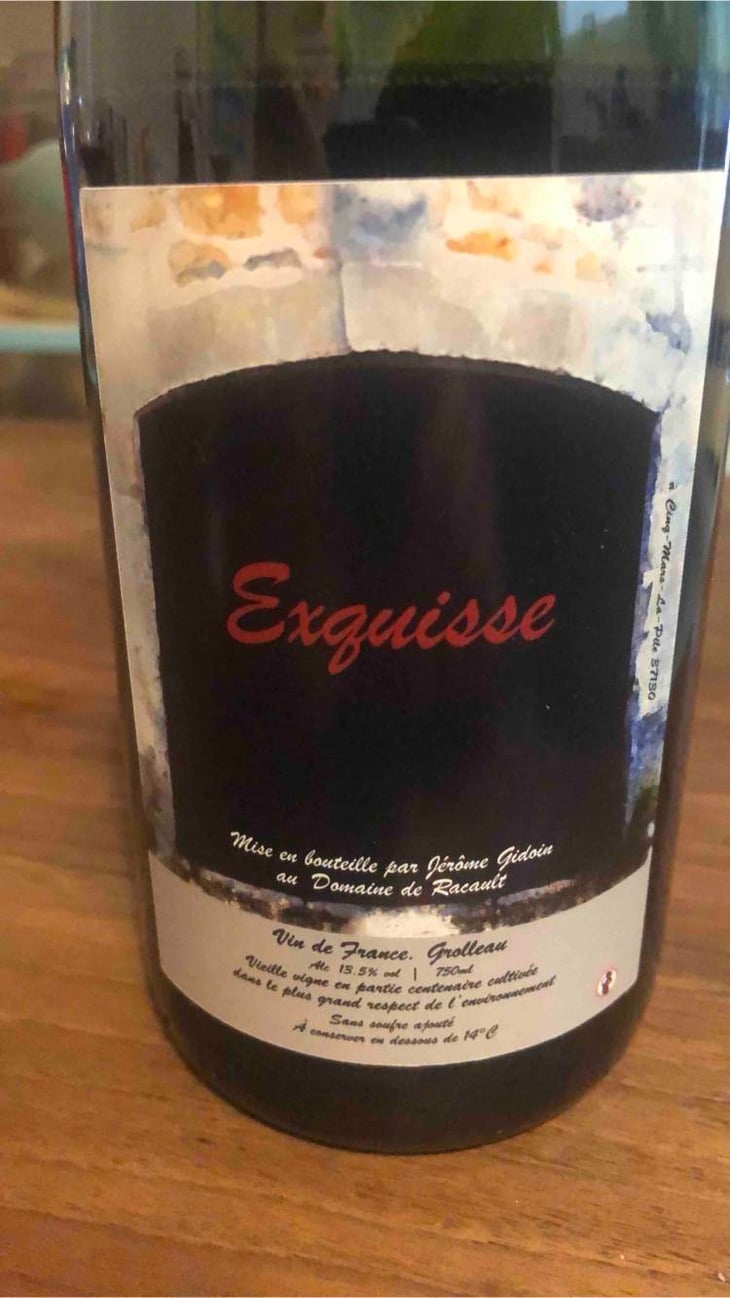 Exquisse
à Cinq-Mars-La-Pile 37130
Mise en bouteille par Jérôme Gidoin
au Domaine de Racault
Vin de France. Grolleau
Alc 13.5% vol | 750ml
Vieille vigne en partie centenaire cultivée
dans le plus grand respect de l'environnement
Sans soufre ajouté
À conserver en dessous de 14°C